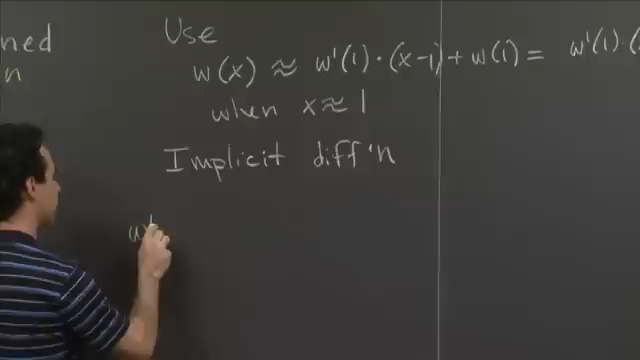 ned
n
Use
w(x) ≈ w'(1)·(x-1) + w(1) = w'(1)·(
when x ≈ 1
Implicit diff'n